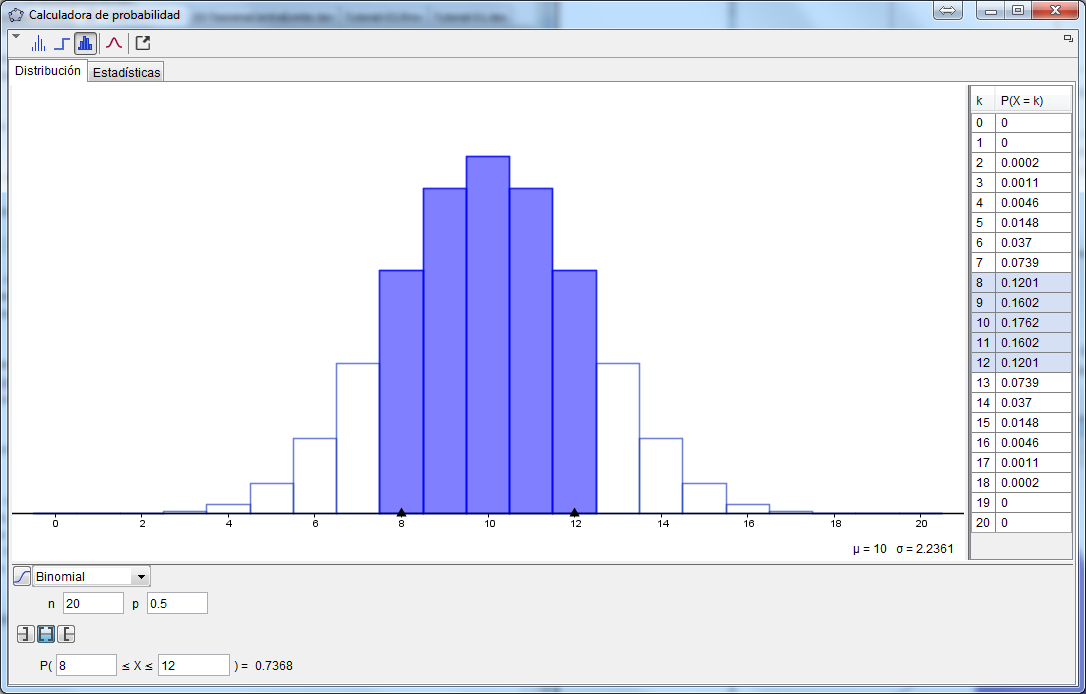 Calculadora de probabilidad
Distribución Estadísticas
k P(X = k)
0 0
1 0
2 0.0002
3 0.0011
4 0.0046
5 0.0148
6 0.037
7 0.0739
8 0.1201
9 0.1602
10 0.1762
11 0.1602
12 0.1201
13 0.0739
14 0.037
15 0.0148
16 0.0046
17 0.0011
18 0.0002
19 0
20 0
0 2 4 6 8 10 12 14 16 18 20
µ = 10 σ = 2.2361
Binomial
n 20 p 0.5
P( 8 ≤ X ≤ 12 ) = 0.7368